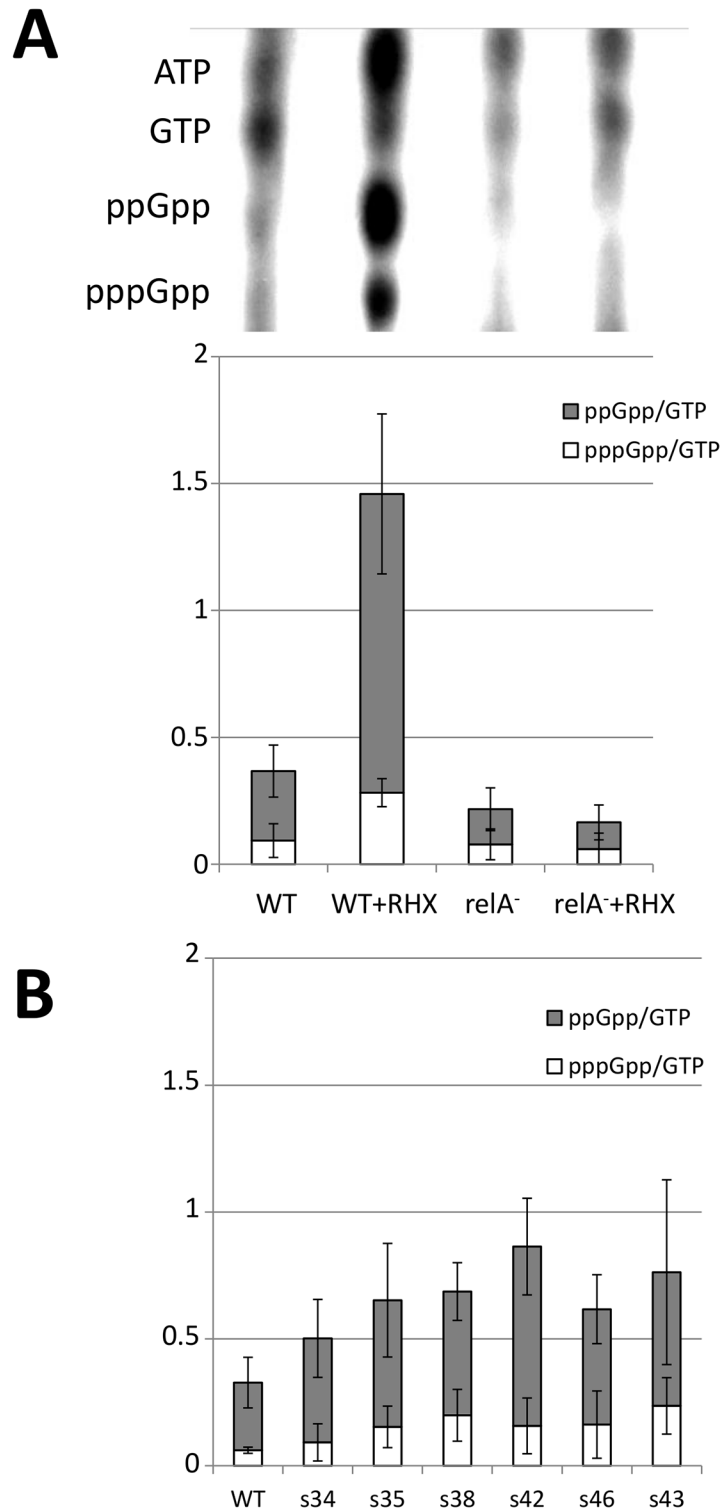 A
ATP
GTP
ppGpp
pppGpp
2
ppGpp/GTP
pppGpp/GTP
1.5
1
0.5
0
WT WT+RHX relA⁻ relA⁻+RHX
B
2
ppGpp/GTP
pppGpp/GTP
1.5
1
0.5
0
WT s34 s35 s38 s42 s46 s43